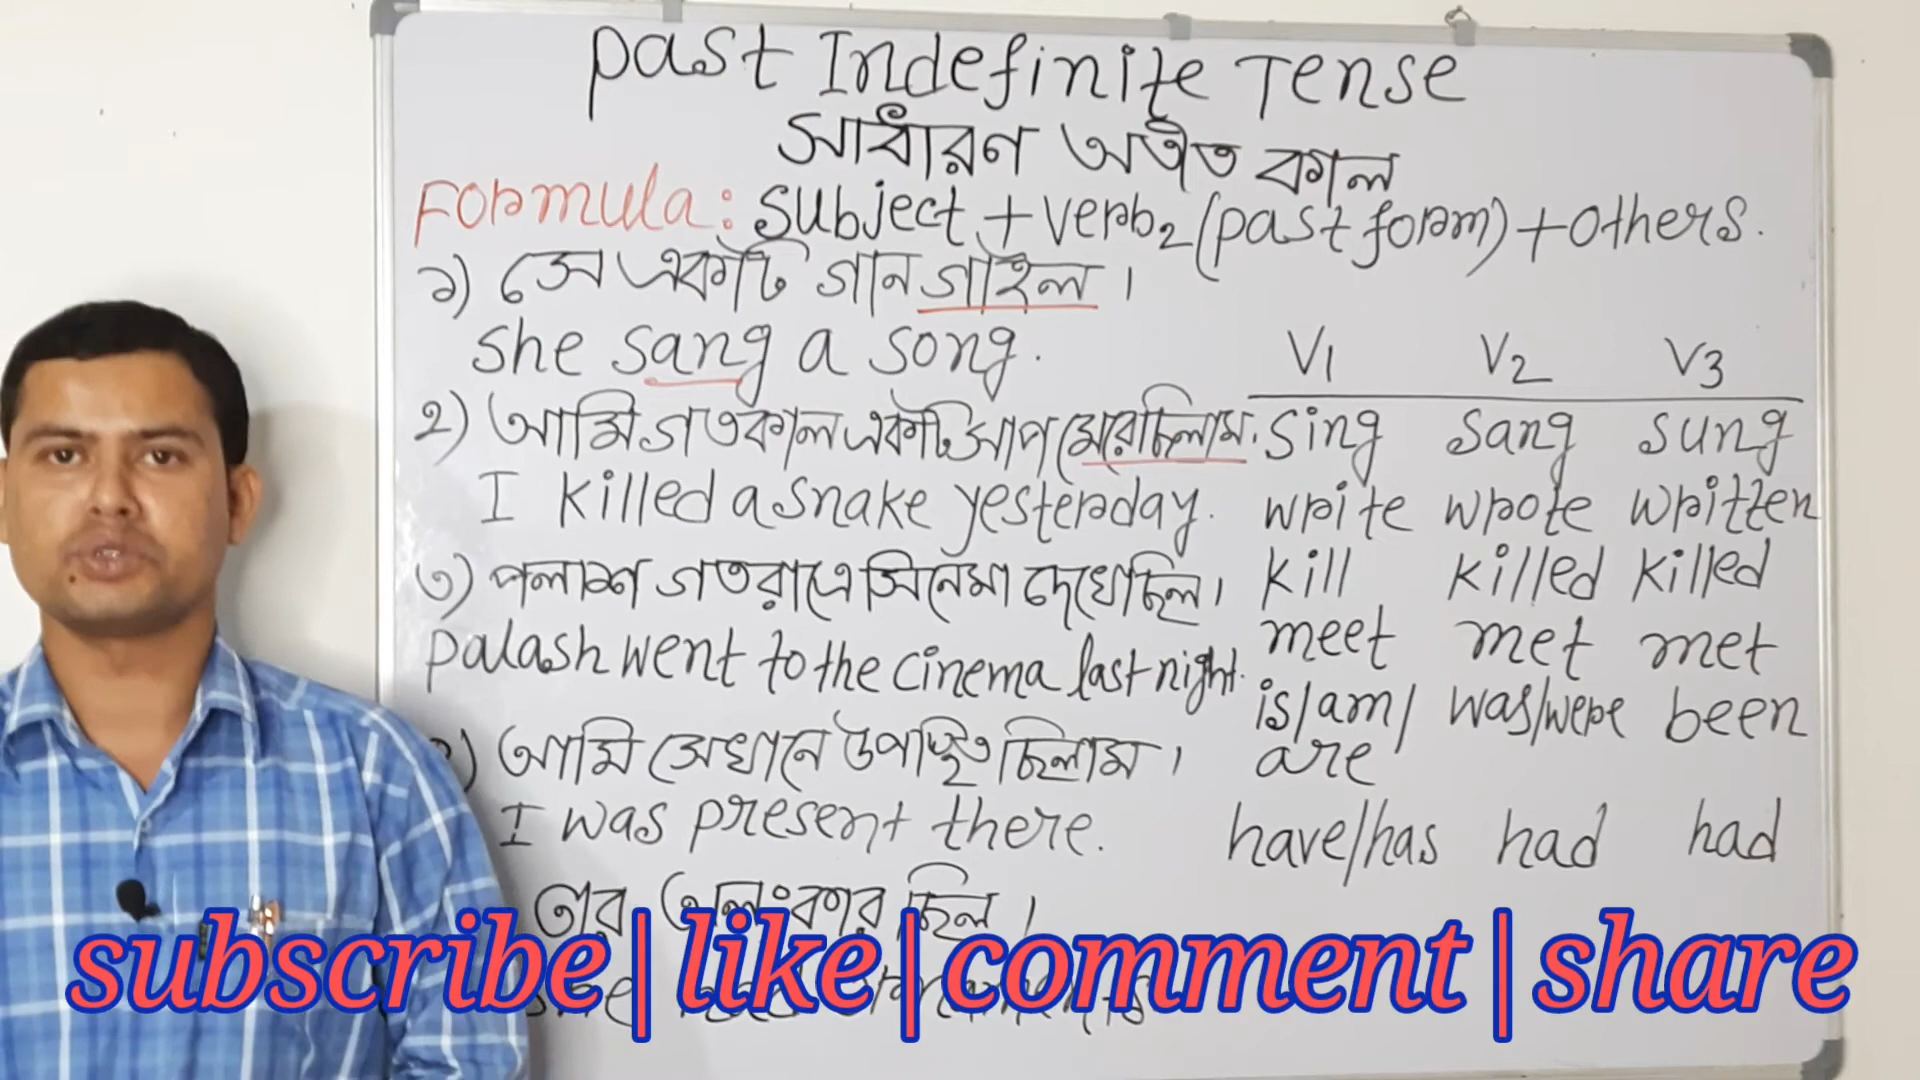 Past Indefinite Tense
সাধারণ অতীত কাল
Formula: Subject + Verb2 (past form) + Others.
১) সে একটি গান গাইল।
She sang a song.
V1 V2 V3
২) আমি গতকাল একটি সাপ মেরেছিলাম।
sing sang sung
I killed a snake yesterday.
write wrote written
৩) পলাশ গতরাত্রে সিনেমা দেখেছিল।
kill killed killed
Palash went to the cinema last night.
meet met met
is/am/are was/were been
আমি সেখানে উপস্থিত ছিলাম।
I was present there.
have/has had had
তার অলংকার ছিল।
She had
subscribe|like|comment|share